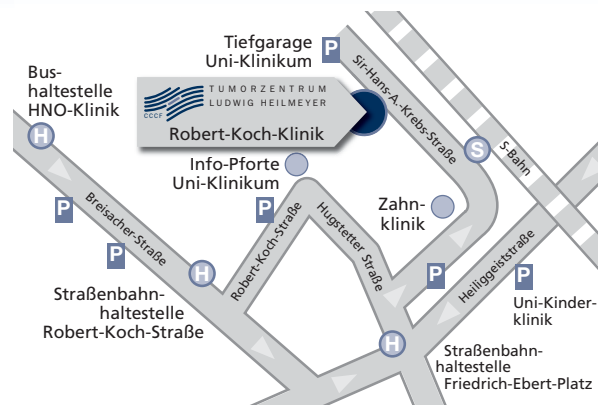 Tiefgarage
Uni-Klinikum
P
Bus-
haltestelle
HNO-Klinik
H
TUMORZENTRUM
LUDWIG HEILMEYER
CCCF
Robert-Koch-Klinik
Sir-Hans-A.-Krebs-Straße
S
S-Bahn
Info-Pforte
Uni-Klinikum
P
P
P
Breisacher-Straße
Robert-Koch-Straße
Hugstetter Straße
Zahn-
klinik
H
Straßenbahn-
haltestelle
Robert-Koch-Straße
P
Heiliggeiststraße
P
Uni-Kinder-
klinik
H
Straßenbahn-
haltestelle
Friedrich-Ebert-Platz